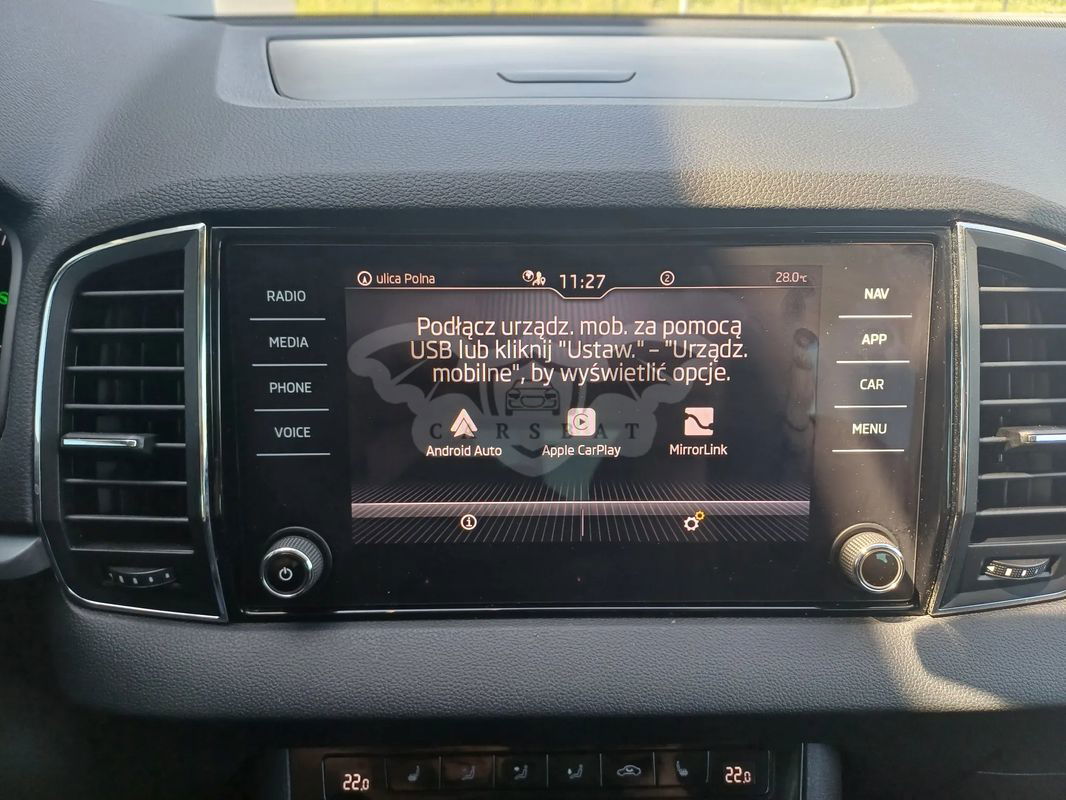 ulica Polna 11:27 2 28.0°C
RADIO
MEDIA
PHONE
VOICE
Podłącz urządz. mob. za pomocą
USB lub kliknij "Ustaw." – "Urządz.
mobilne", by wyświetlić opcje.
CARSEAT
Android Auto Apple CarPlay MirrorLink
NAV
APP
CAR
MENU
22.0 22.0